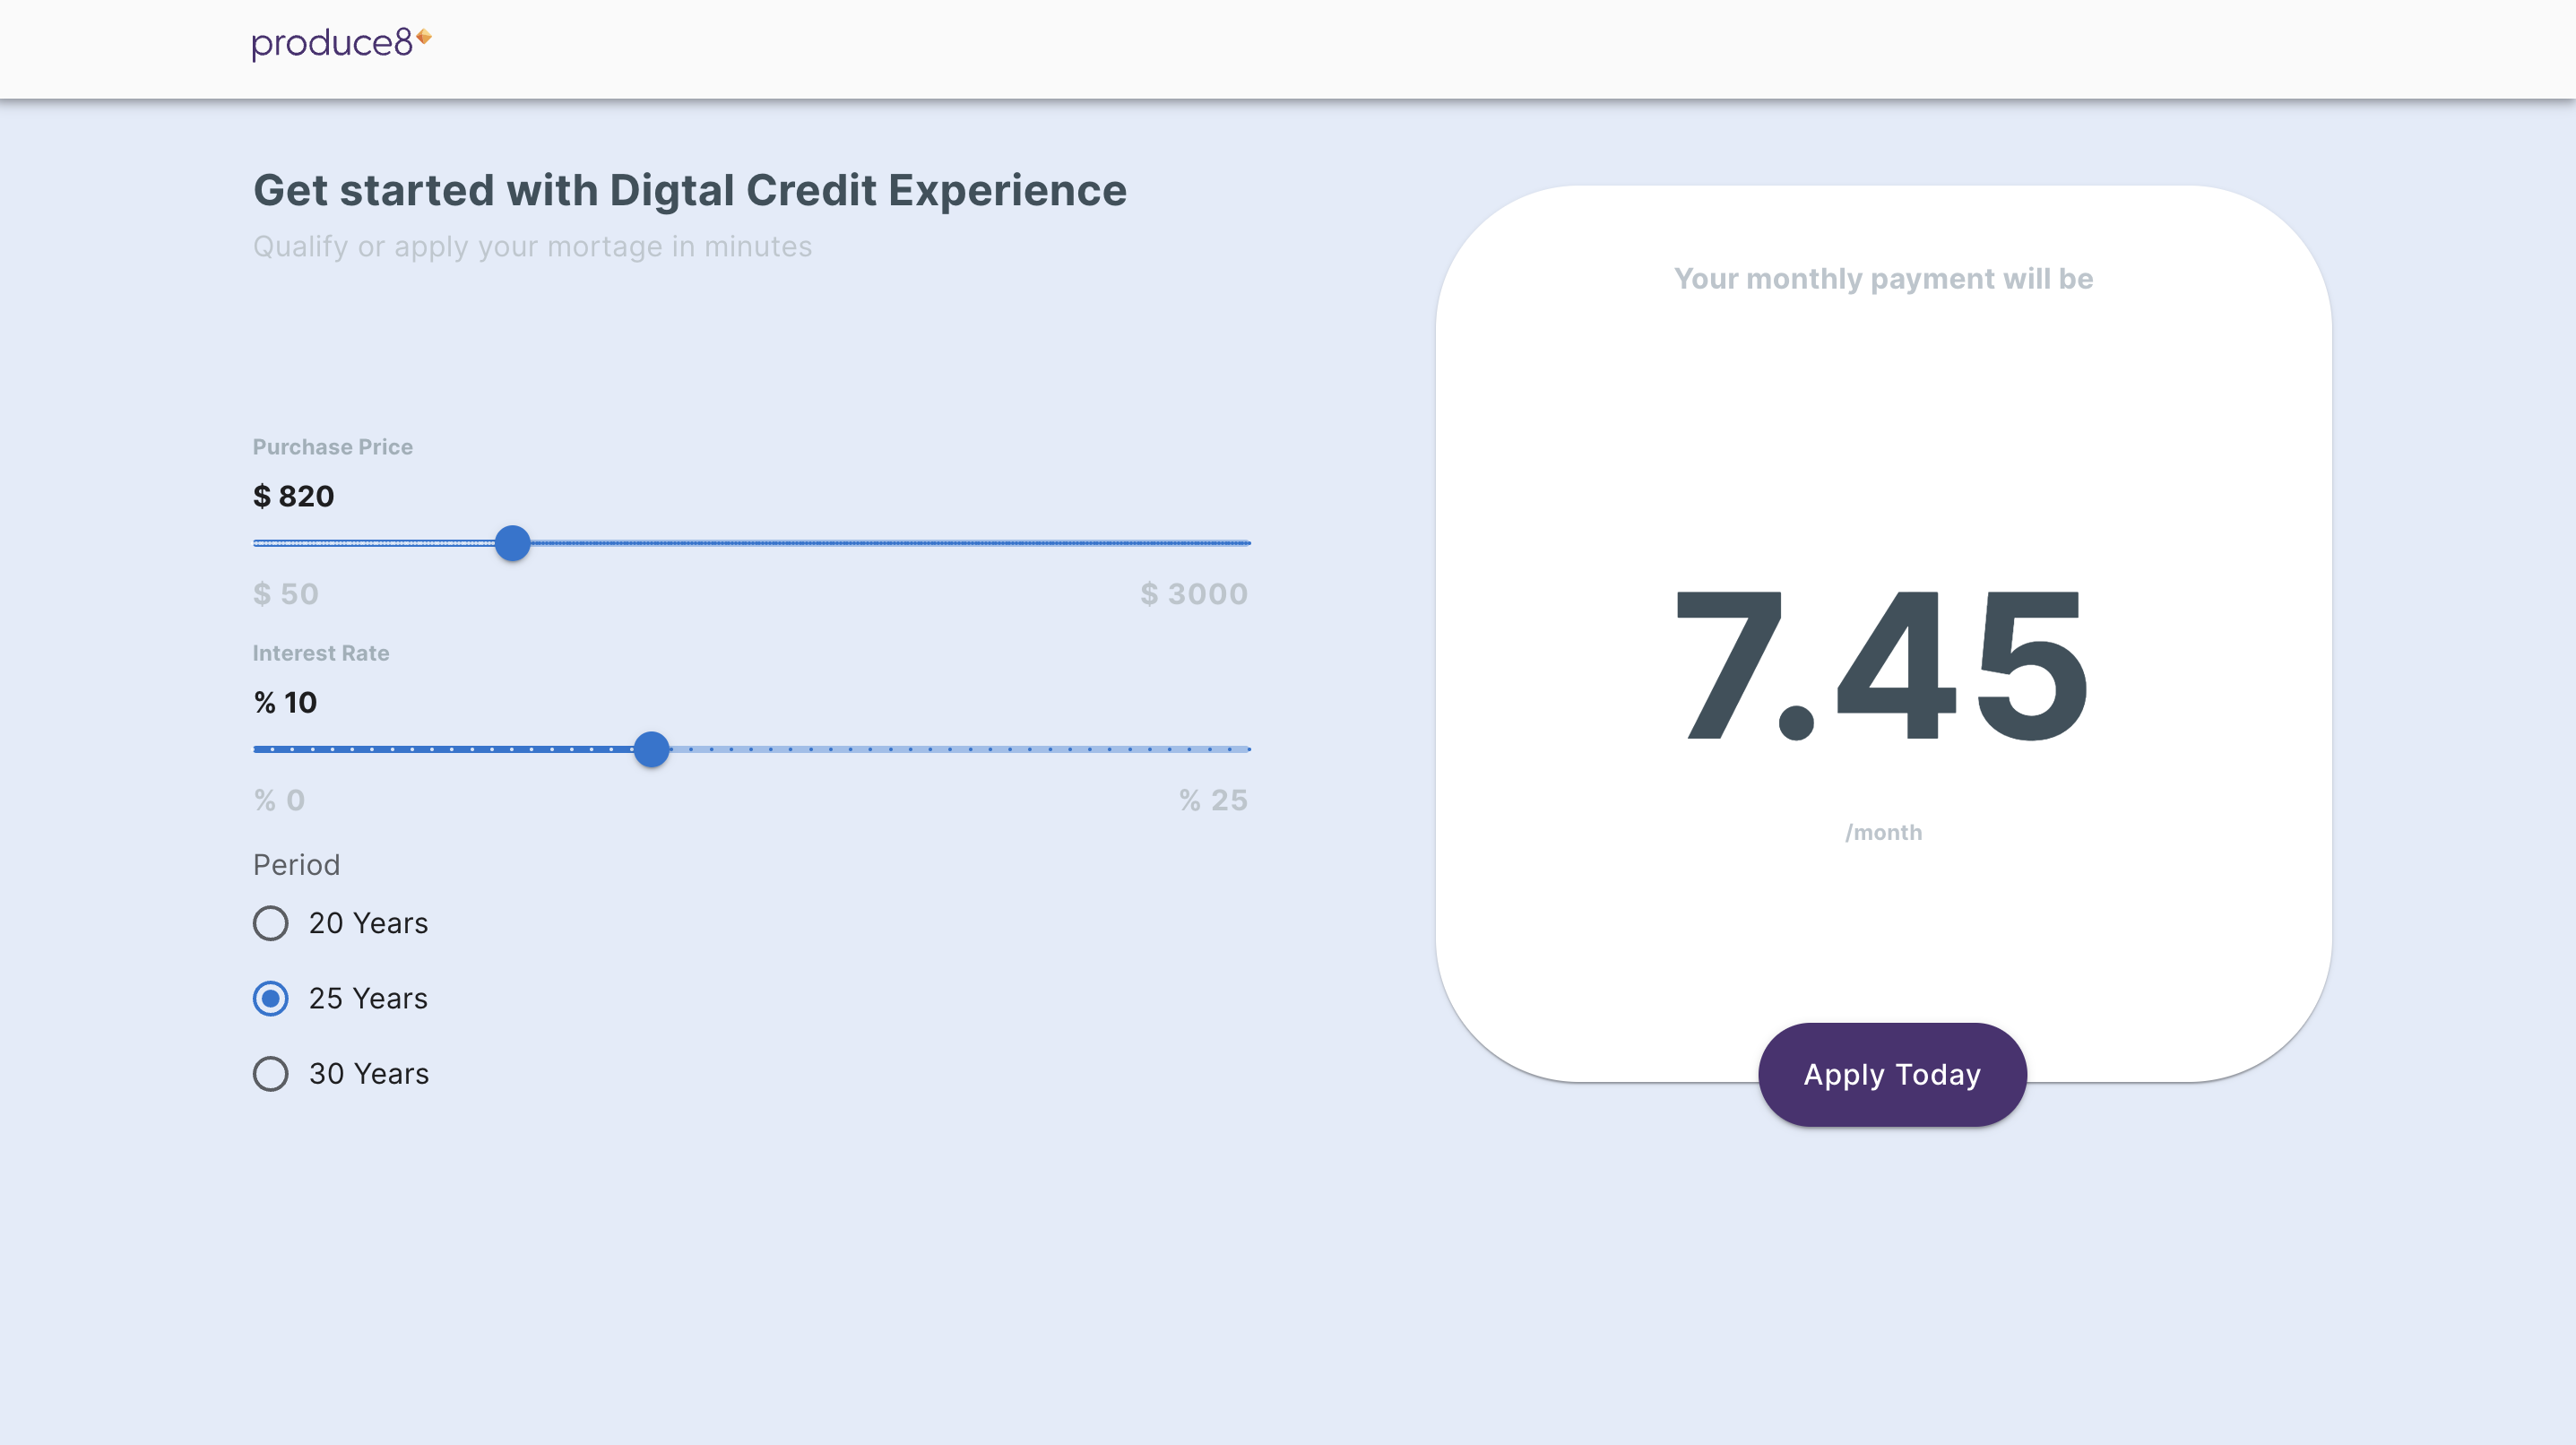 produce8
Get started with Digtal Credit Experience
Qualify or apply your mortage in minutes
Purchase Price
$ 820
$ 50
$ 3000
Interest Rate
% 10
% 0
% 25
Period
20 Years
25 Years
30 Years
Your monthly payment will be
7.45
/month
Apply Today